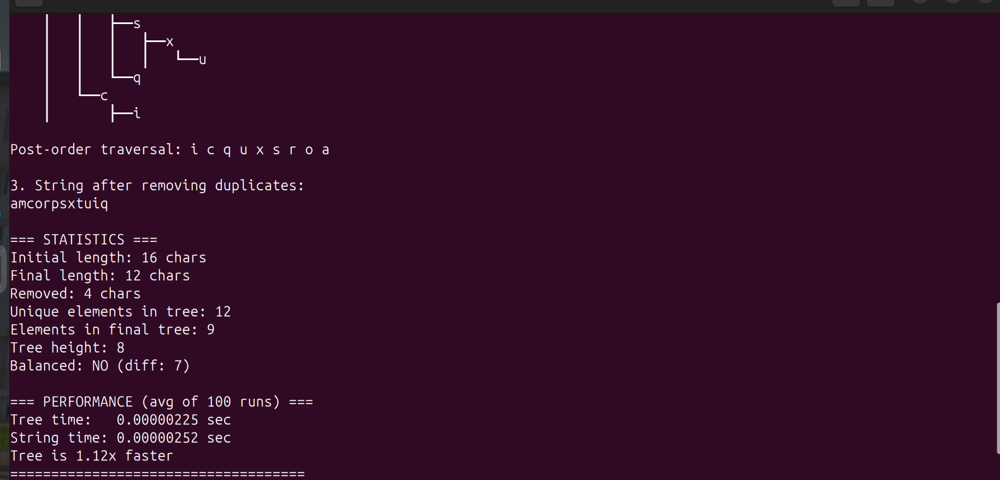 s
x
u
q
c
i
Post-order traversal: i c q u x s r o a
3. String after removing duplicates:
amcorpsxtuiq
=== STATISTICS ===
Initial length: 16 chars
Final length: 12 chars
Removed: 4 chars
Unique elements in tree: 12
Elements in final tree: 9
Tree height: 8
Balanced: NO (diff: 7)
=== PERFORMANCE (avg of 100 runs) ===
Tree time:   0.00000225 sec
String time: 0.00000252 sec
Tree is 1.12x faster
====================================